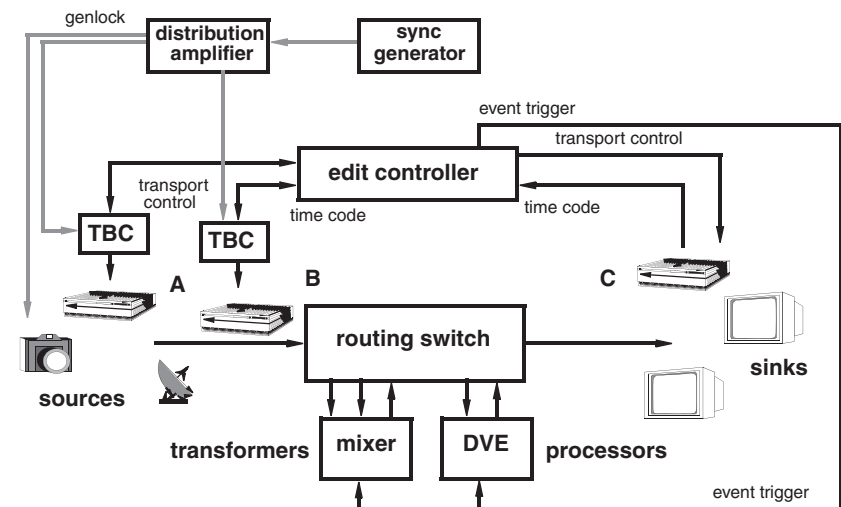 genlock
distribution
amplifier
sync
generator
event trigger
transport control
edit controller
transport
control
time code
time code
TBC
TBC
A
B
C
routing switch
sources
sinks
transformers
mixer
DVE
processors
event trigger